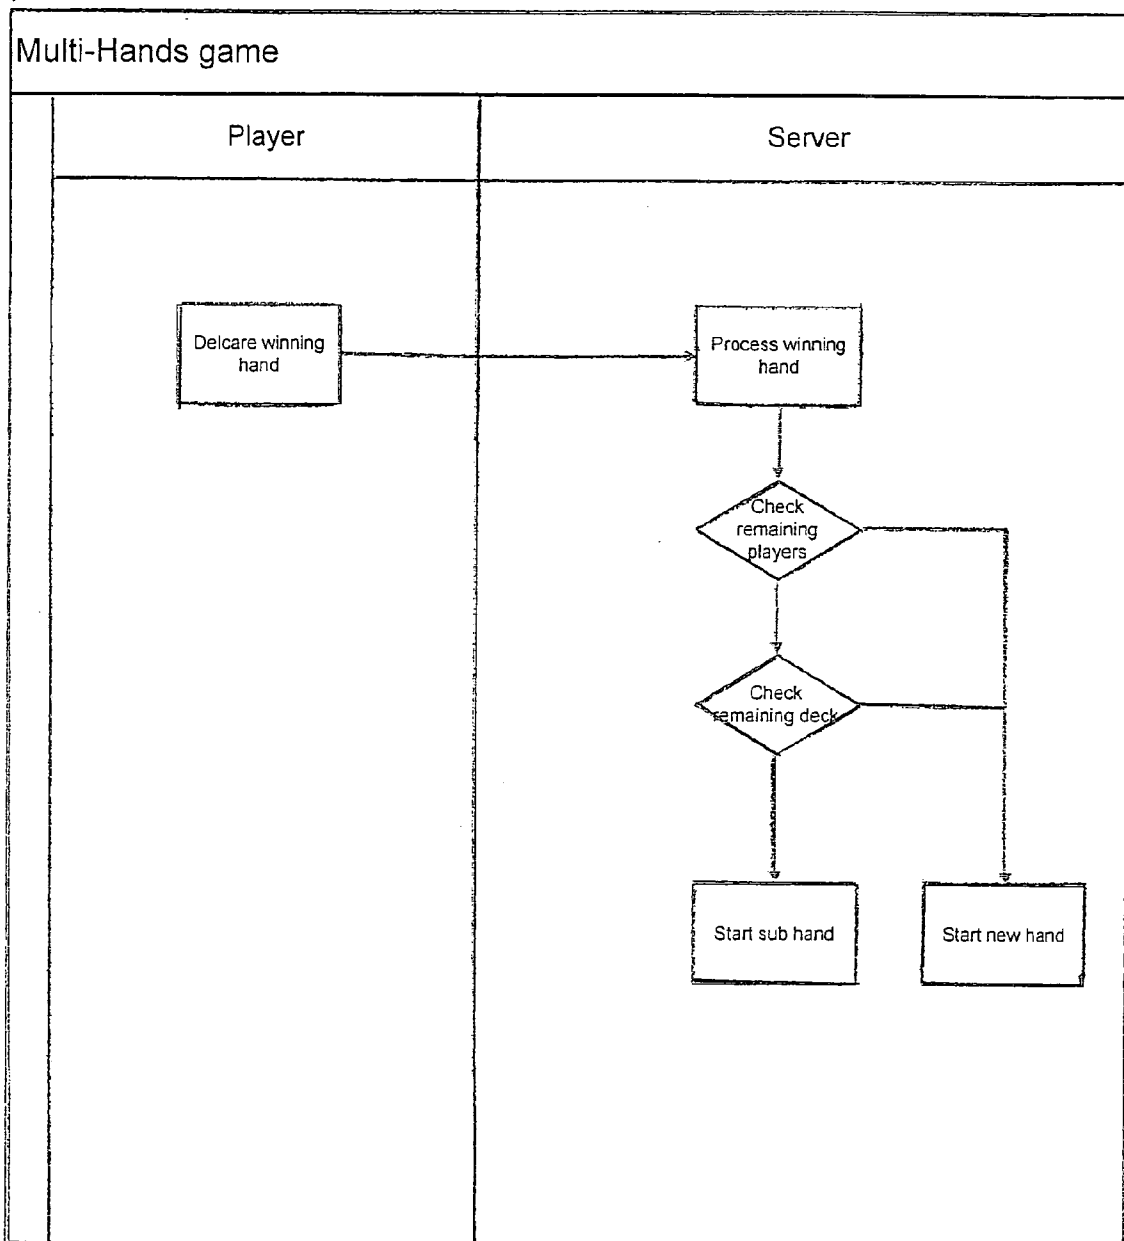 Multi-Hands game
Player
Server
Delcare winning
hand
Process winning
hand
Check
remaining
players
Check
remaining deck
Start sub hand
Start new hand